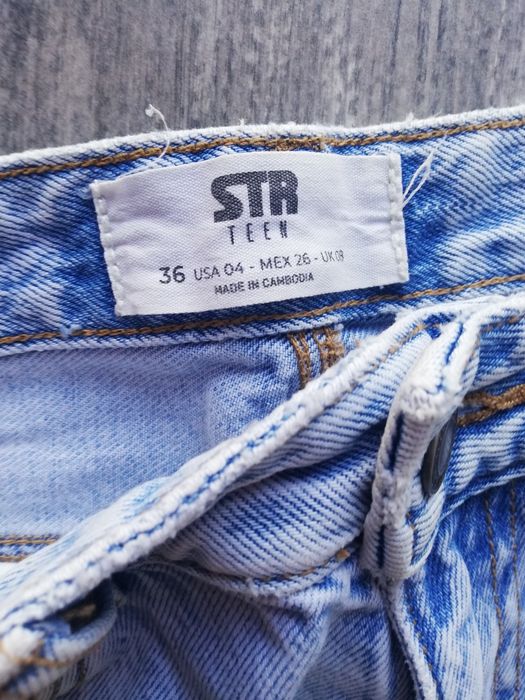 STR
TEEN
36 USA 04 - MEX 26 - UK 08
MADE IN CAMBODIA